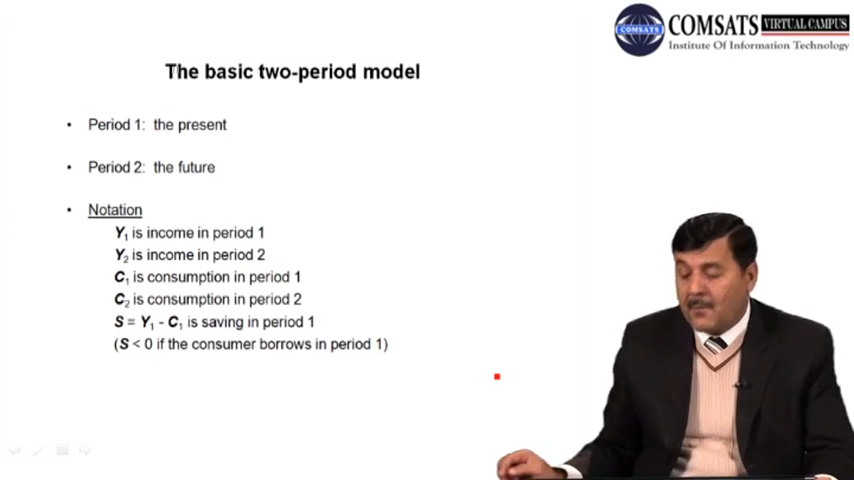 COMSATS VIRTUAL CAMPUS
COMSATS
Institute Of Information Technology
The basic two-period model
• Period 1: the present
• Period 2: the future
• Notation
Y₁ is income in period 1
Y₂ is income in period 2
C₁ is consumption in period 1
C₂ is consumption in period 2
S = Y₁ - C₁ is saving in period 1
(S < 0 if the consumer borrows in period 1)